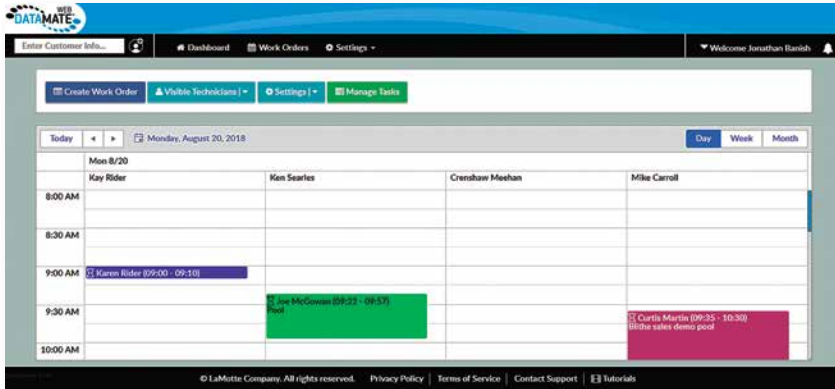 WEB
DATAMATE
Enter Customer Info... Dashboard Work Orders Settings Welcome Jonathan Banish
Create Work Order Visible Technicians | Settings | Manage Tasks
Today Monday, August 20, 2018 Day Week Month
Mon 8/20
Kay Rider Ken Searles Crenshaw Meehan Mike Carroll
8:00 AM
8:30 AM
9:00 AM Karen Rider (09:00 - 09:10)
Joe McGowan (09:22 - 09:57)
Pool
9:30 AM
Curtis Martin (09:35 - 10:30)
Blithe sales demo pool
10:00 AM
© LaMotte Company. All rights reserved. Privacy Policy | Terms of Service | Contact Support | Tutorials